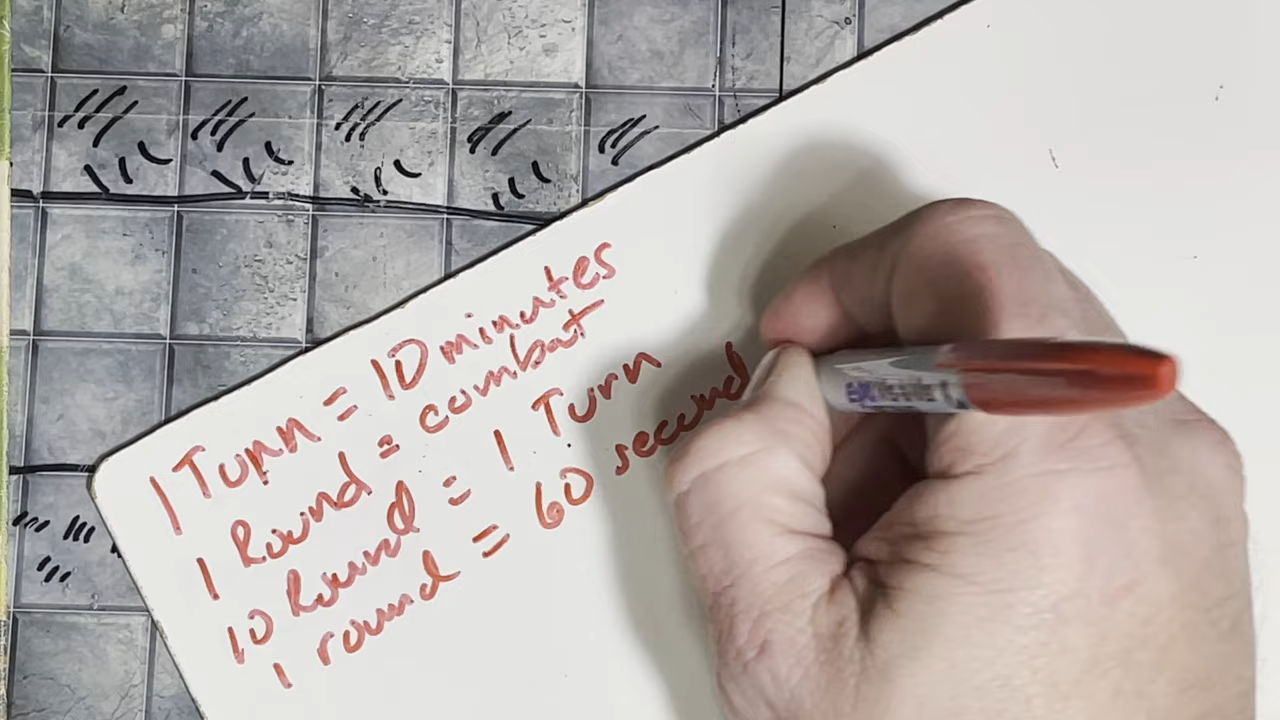 1 Turn = 10 minutes
1 Round = combat
10 Round = 1 Turn
1 round = 60 second